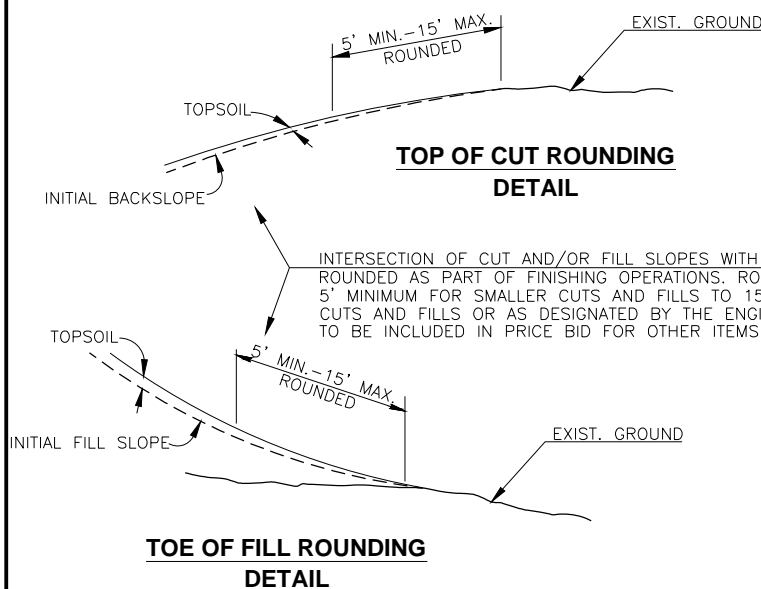 5' MIN.-15' MAX.
ROUNDED
EXIST. GROUND
TOPSOIL
TOP OF CUT ROUNDING
DETAIL
INITIAL BACKSLOPE
INTERSECTION OF CUT AND/OR FILL SLOPES WITH
ROUNDED AS PART OF FINISHING OPERATIONS. RO
5' MINIMUM FOR SMALLER CUTS AND FILLS TO 15
CUTS AND FILLS OR AS DESIGNATED BY THE ENGI
TO BE INCLUDED IN PRICE BID FOR OTHER ITEMS
TOPSOIL
5' MIN.-15' MAX.
ROUNDED
INITIAL FILL SLOPE
EXIST. GROUND
TOE OF FILL ROUNDING
DETAIL